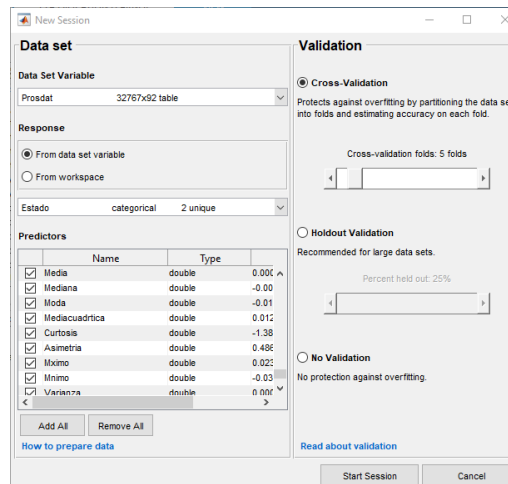 New Session
Data set
Data Set Variable
Prosdat 32767x92 table
Response
From data set variable
From workspace
Estado categorical 2 unique
Predictors
Name Type
Media double 0.000
Mediana double -0.00
Moda double -0.01
Mediacuadrtica double 0.012
Curtosis double -1.38
Asimetria double 0.486
Mximo double 0.023
Mnimo double -0.03
Varianza double 0.000
Add All Remove All
How to prepare data
Validation
Cross-Validation
Protects against overfitting by partitioning the data se
into folds and estimating accuracy on each fold.
Cross-validation folds: 5 folds
Holdout Validation
Recommended for large data sets.
Percent held out: 25%
No Validation
No protection against overfitting.
Read about validation
Start Session Cancel